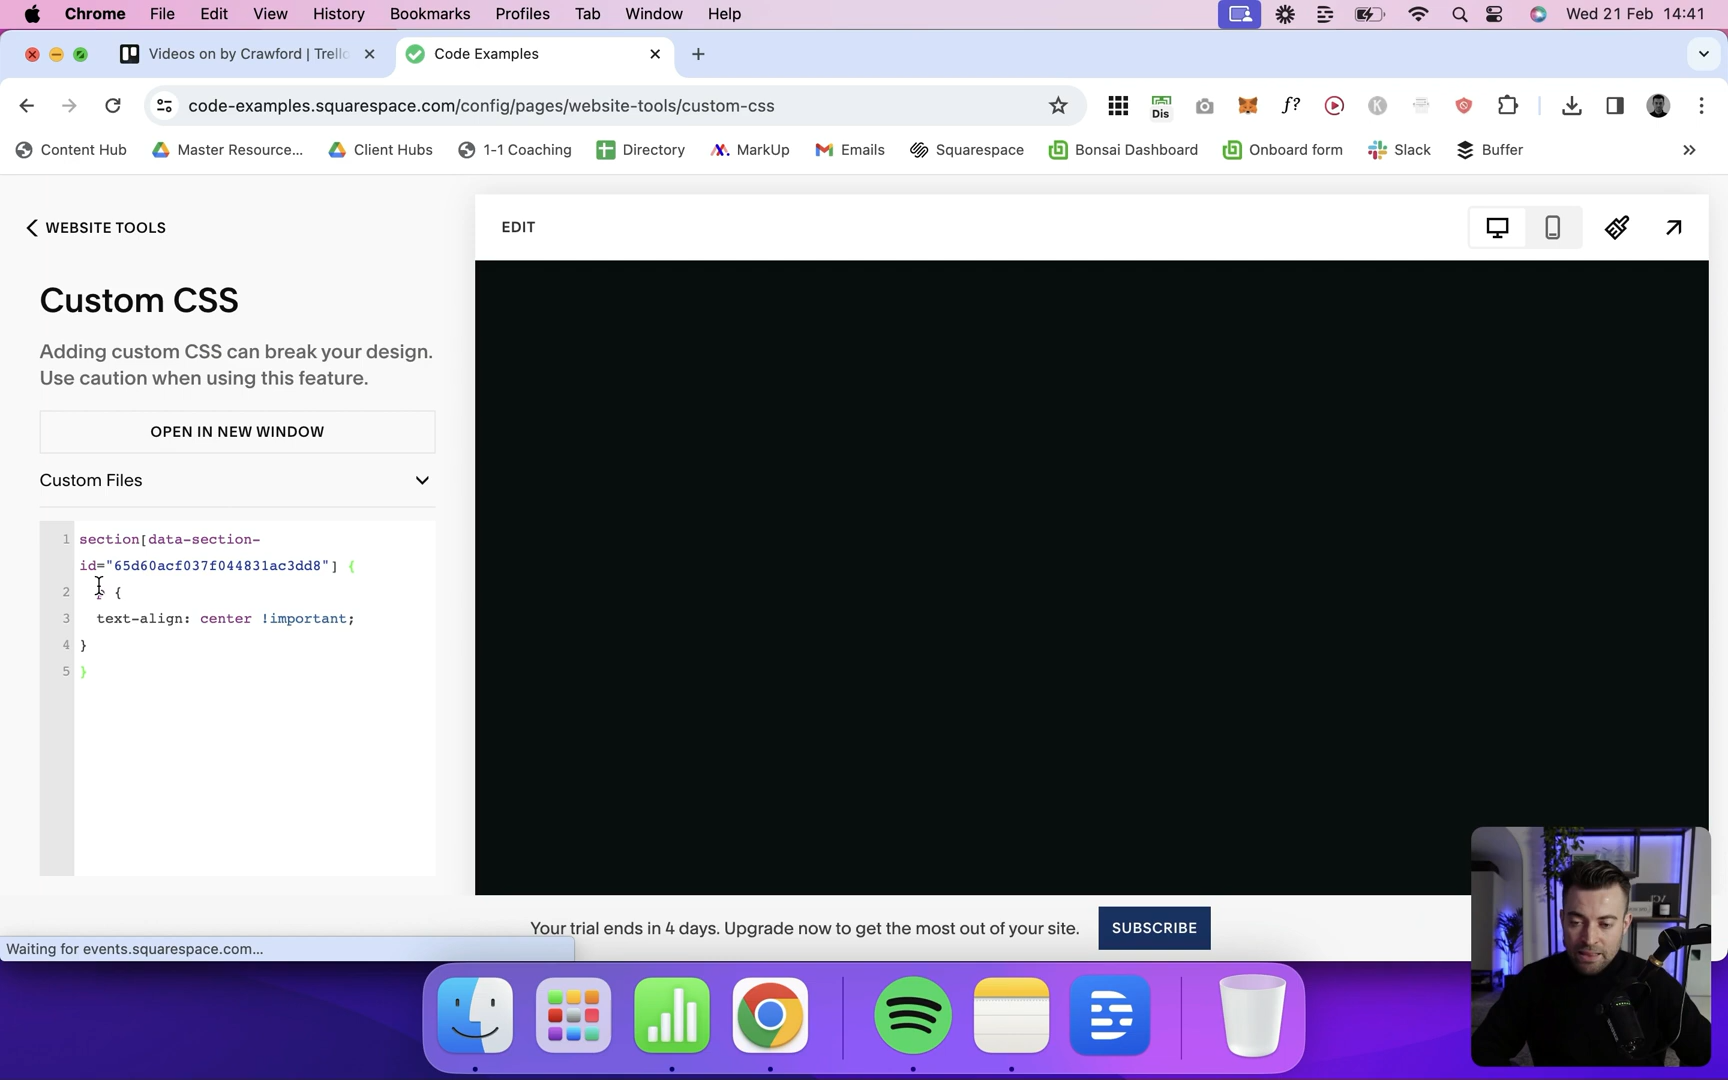 Chrome File Edit View History Bookmarks Profiles Tab Window Help Wed 21 Feb 14:41
Videos on by Crawford | Trello Code Examples
code-examples.squarespace.com/config/pages/website-tools/custom-css
Dis
f?
K
Content Hub Master Resource... Client Hubs 1-1 Coaching Directory MarkUp Emails Squarespace Bonsai Dashboard Onboard form Slack Buffer
WEBSITE TOOLS
EDIT
Custom CSS
Adding custom CSS can break your design.
Use caution when using this feature.
OPEN IN NEW WINDOW
Custom Files
1 section[data-section-
id="65d60acf037f044831ac3dd8"] {
2 {
3 text-align: center !important;
4 }
5 }
Your trial ends in 4 days. Upgrade now to get the most out of your site. SUBSCRIBE
Waiting for events.squarespace.com...